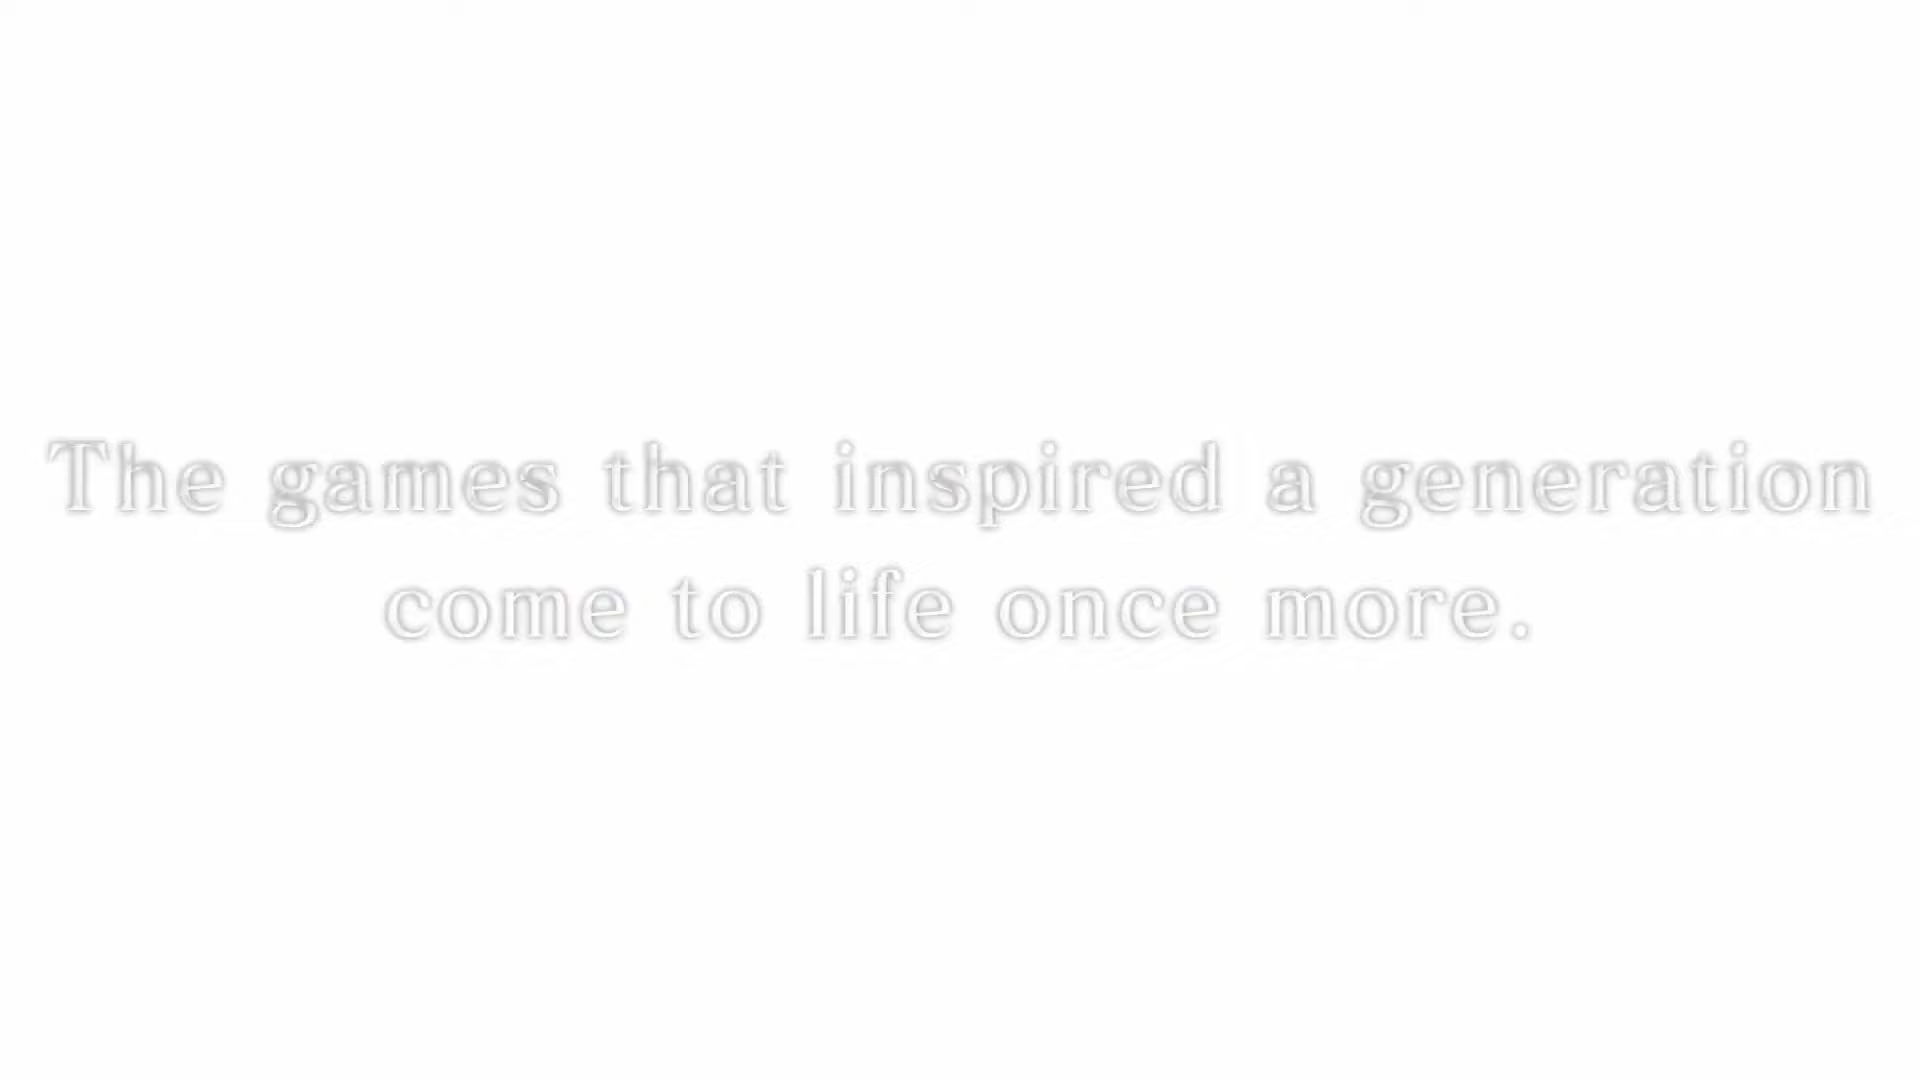 The games that inspired a generation
come to life once more.